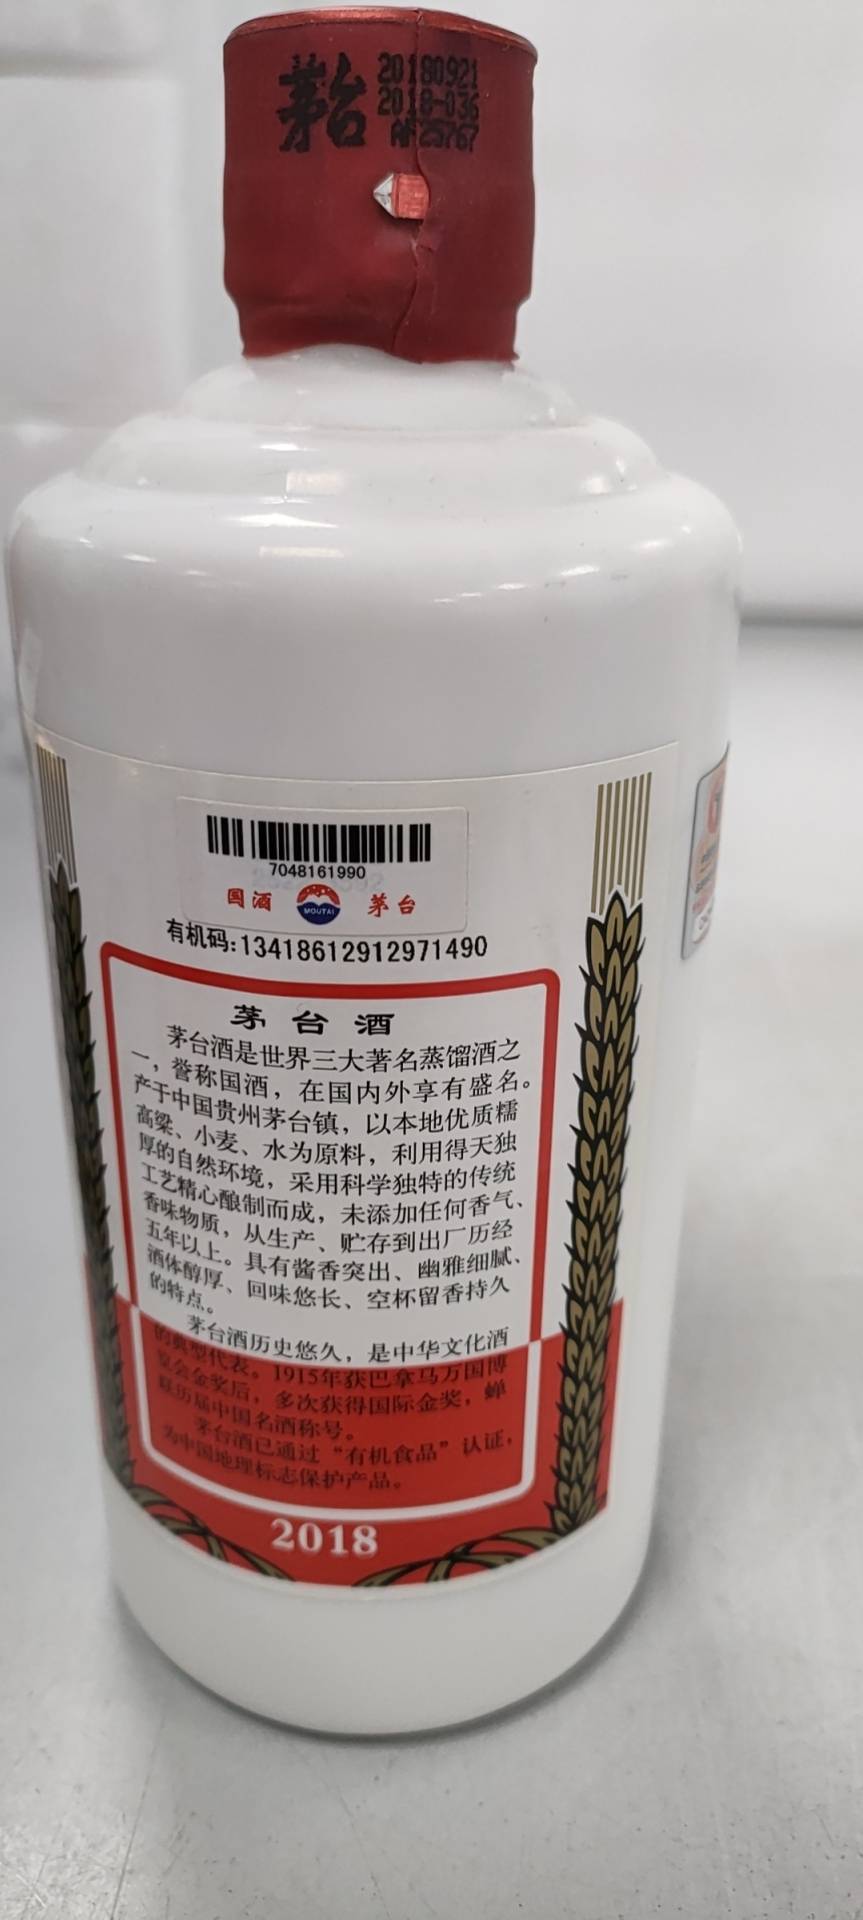 茅台
20180921
2018-036
7048161990
国酒 MOUTAI 茅台
有机码:13418612912971490
茅台酒
茅台酒是世界三大著名蒸馏酒之
一，誉称国酒，在国内外享有盛名。
产于中国贵州茅台镇，以本地优质糯
高粱、小麦、水为原料，利用得天独
厚的自然环境，采用科学独特的传统
工艺精心酿制而成，未添加任何香气、
香味物质，从生产、贮存到出厂历经
五年以上。具有酱香突出、幽雅细腻、
酒体醇厚、回味悠长、空杯留香持久
的特点。
茅台酒历史悠久，是中华文化酒
的典型代表。1915年获巴拿马万国博
览会金奖后，多次获得国际金奖，蝉
联历届中国名酒称号。
茅台酒已通过“有机食品”认证，
为中国地理标志保护产品。
2018